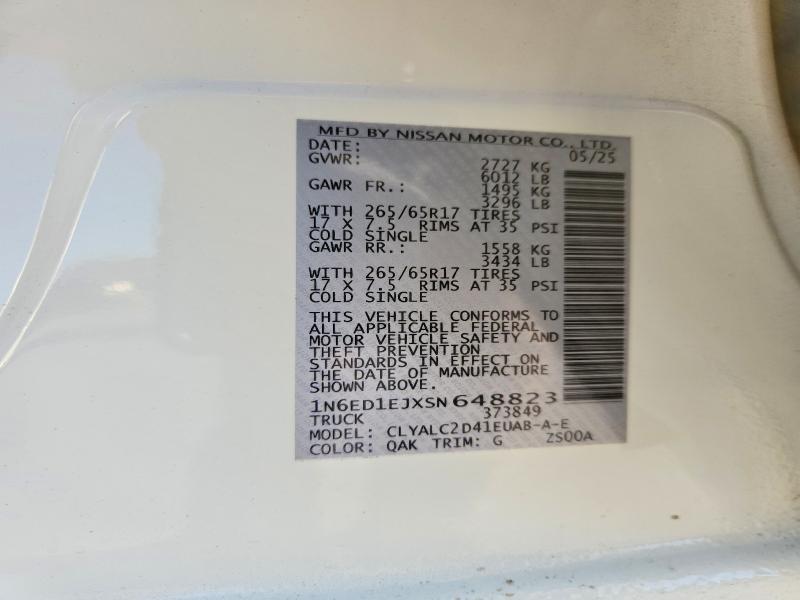 MFD BY NISSAN MOTOR CO., LTD.
DATE: 05/25
GVWR: 2727 KG
6012 LB
GAWR FR.: 1495 KG
3296 LB
WITH 265/65R17 TIRES
17 X 7.5 RIMS AT 35 PSI
COLD SINGLE
GAWR RR.: 1558 KG
3434 LB
WITH 265/65R17 TIRES
17 X 7.5 RIMS AT 35 PSI
COLD SINGLE
THIS VEHICLE CONFORMS TO
ALL APPLICABLE FEDERAL
MOTOR VEHICLE SAFETY AND
THEFT PREVENTION
STANDARDS IN EFFECT ON
THE DATE OF MANUFACTURE
SHOWN ABOVE.
1N6ED1EJXSN648823
TRUCK 373849
MODEL: CLYALC2D41EUAB-A-E
COLOR: QAK TRIM: G ZS00A